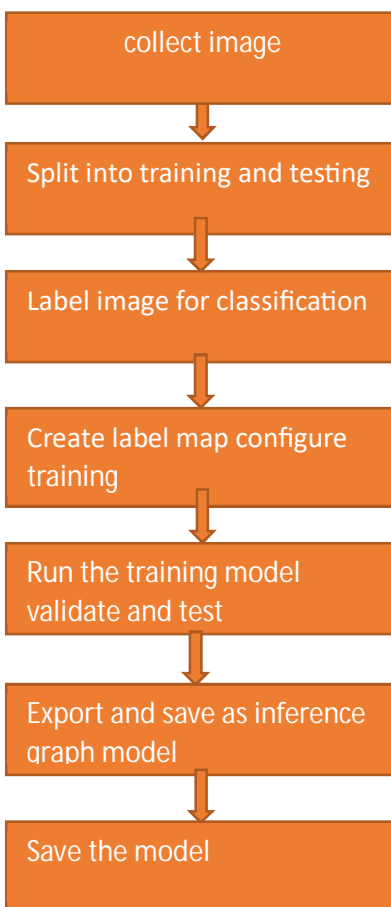 collect image
Split into training and testing
Label image for classification
Create label map configure
training
Run the training model
validate and test
Export and save as inference
graph model
Save the model